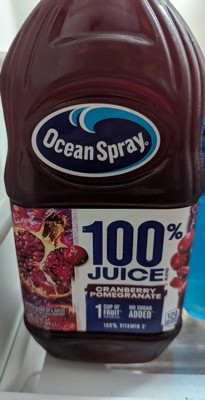 Ocean Spray®
100%
JUICE
CRANBERRY
POMEGRANATE
1 CUP OF
FRUIT
NO SUGAR
ADDED
100% VITAMIN C